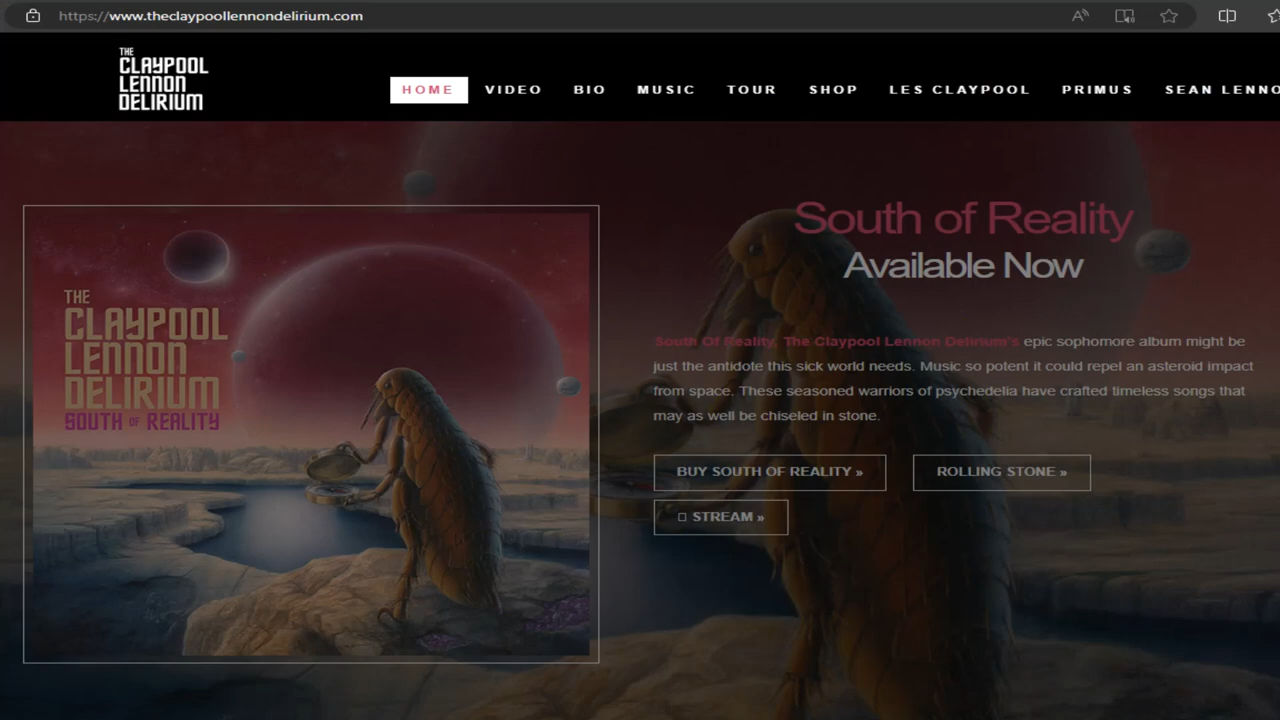 https://www.theclaypoollennondelirium.com
THE
CLAYPOOL
LENNON
DELIRIUM
HOME VIDEO BIO MUSIC TOUR SHOP LES CLAYPOOL PRIMUS SEAN LENNO
THE
CLAYPOOL
LENNON
DELIRIUM
SOUTH OF REALITY
South of Reality
Available Now
South Of Reality, The Claypool Lennon Delirium's epic sophomore album might be
just the antidote this sick world needs. Music so potent it could repel an asteroid impact
from space. These seasoned warriors of psychedelia have crafted timeless songs that
may as well be chiseled in stone.
BUY SOUTH OF REALITY » ROLLING STONE »
STREAM »